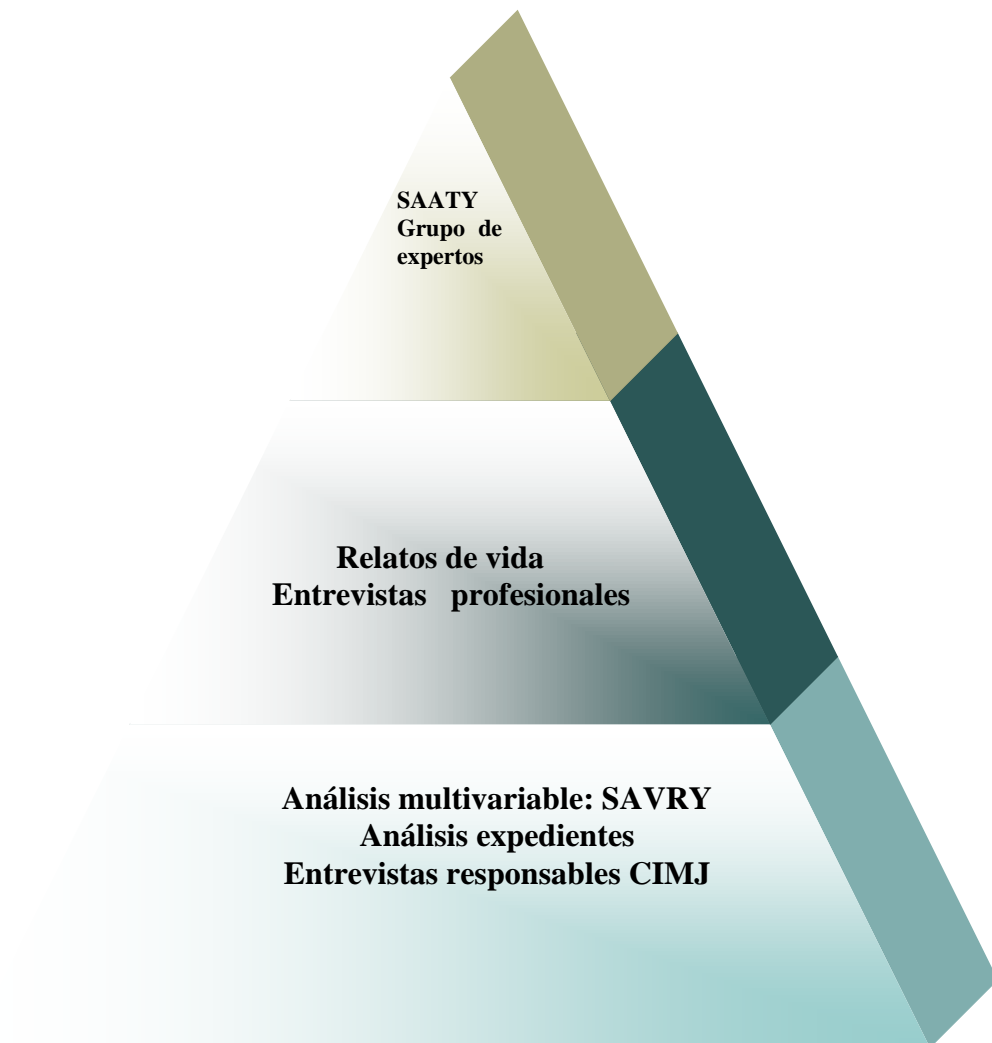 SAATY
Grupo de
expertos
Relatos de vida
Entrevistas profesionales
Análisis multivariable: SAVRY
Análisis expedientes
Entrevistas responsables CIMJ